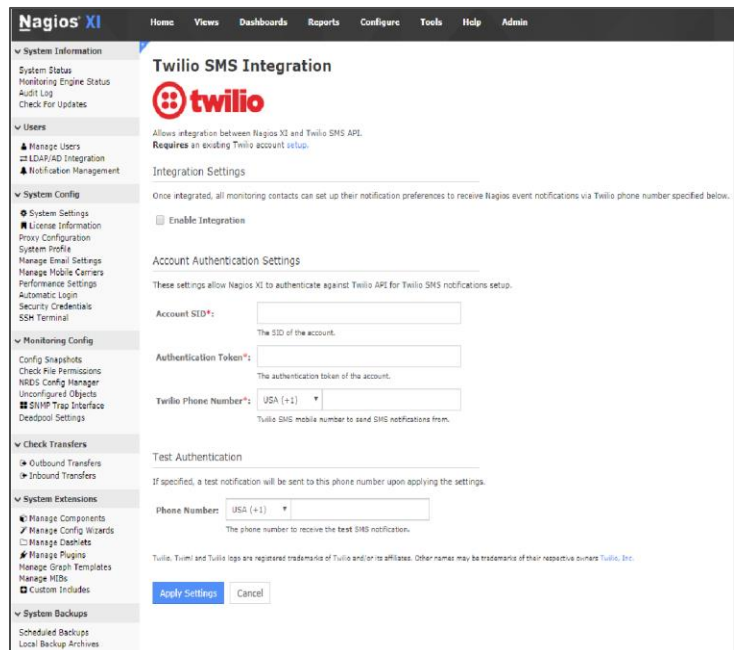 Nagios XI
Home Views Dashboards Reports Configure Tools Help Admin
System Information
System Status
Monitoring Engine Status
Audit Log
Check For Updates
Users
Manage Users
LDAP/AD Integration
Notification Management
System Config
System Settings
License Information
Proxy Configuration
System Profile
Manage Email Settings
Manage Mobile Carriers
Performance Settings
Automatic Login
Security Credentials
SSH Terminal
Monitoring Config
Config Snapshots
Check File Permissions
NRDS Config Manager
Unconfigured Objects
SNMP Trap Interface
Deadpool Settings
Check Transfers
Outbound Transfers
Inbound Transfers
System Extensions
Manage Components
Manage Config Wizards
Manage Dashlets
Manage Plugins
Manage Graph Templates
Manage MIBs
Custom Includes
System Backups
Scheduled Backups
Local Backup Archives
Twilio SMS Integration
twilio
Allows integration between Nagios XI and Twilio SMS API.
Requires an existing Twilio account setup.
Integration Settings
Once integrated, all monitoring contacts can set up their notification preferences to receive Nagios event notifications via Twilio phone number specified below.
Enable Integration
Account Authentication Settings
These settings allow Nagios XI to authenticate against Twilio API for Twilio SMS notifications setup.
Account SID*:
The SID of the account.
Authentication Token*:
The authentication token of the account.
Twilio Phone Number*: USA (+1)
Twilio SMS mobile number to send SMS notifications from.
Test Authentication
If specified, a test notification will be sent to this phone number upon applying the settings.
Phone Number: USA (+1)
The phone number to receive the test SMS notification.
Twilio, Twiml and Twilio logo are registered trademarks of Twilio and/or its affiliates. Other names may be trademarks of their respective owners Twilio, Inc.
Apply Settings Cancel